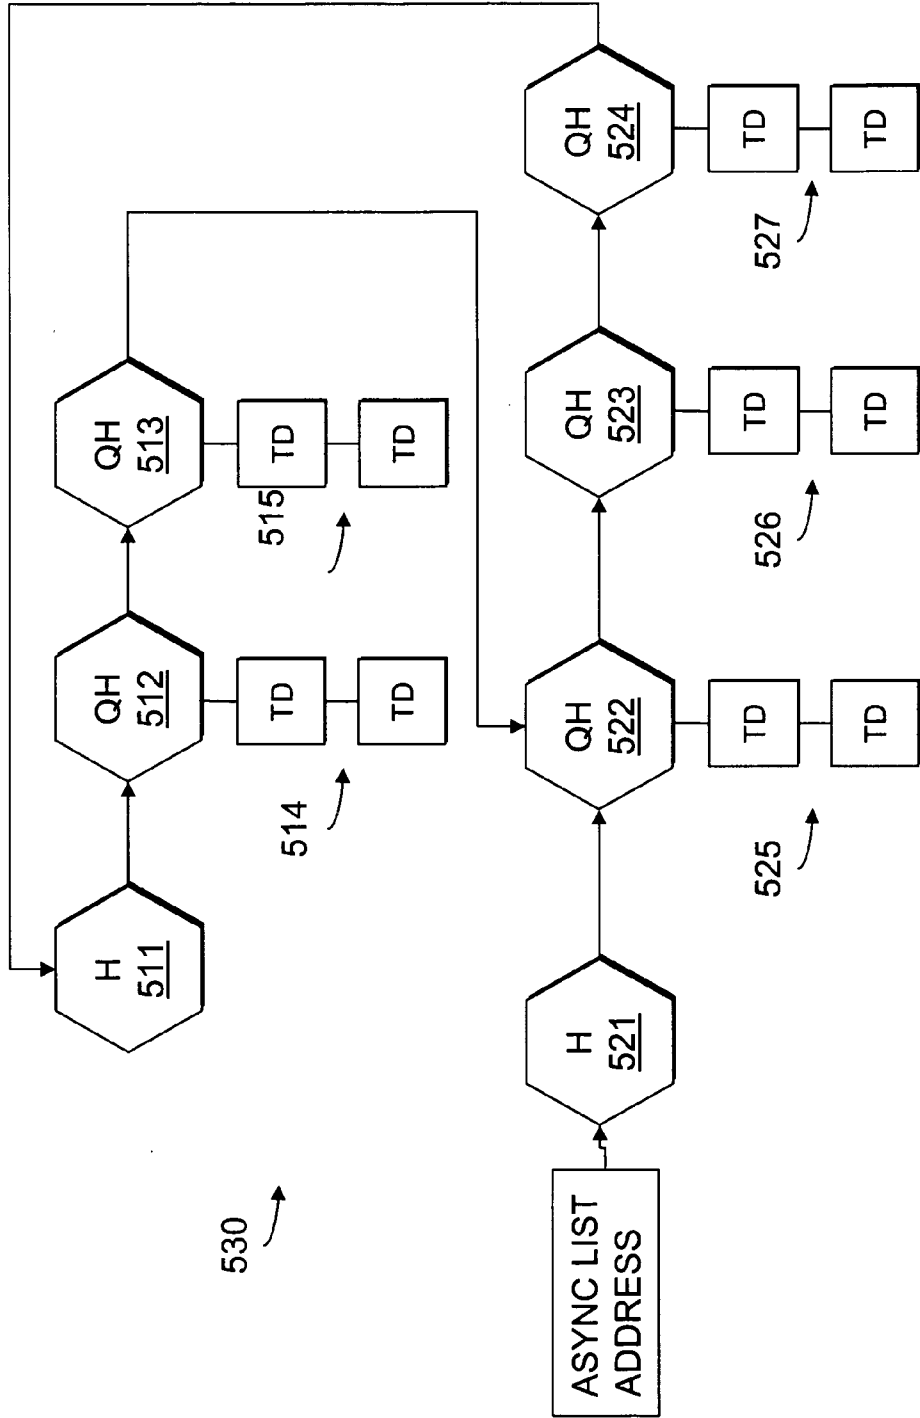 530
H
511
QH
512
QH
513
TD
TD
514
TD
TD
515
ASYNC LIST
ADDRESS
H
521
QH
522
QH
523
QH
524
TD
TD
525
TD
TD
526
TD
TD
527